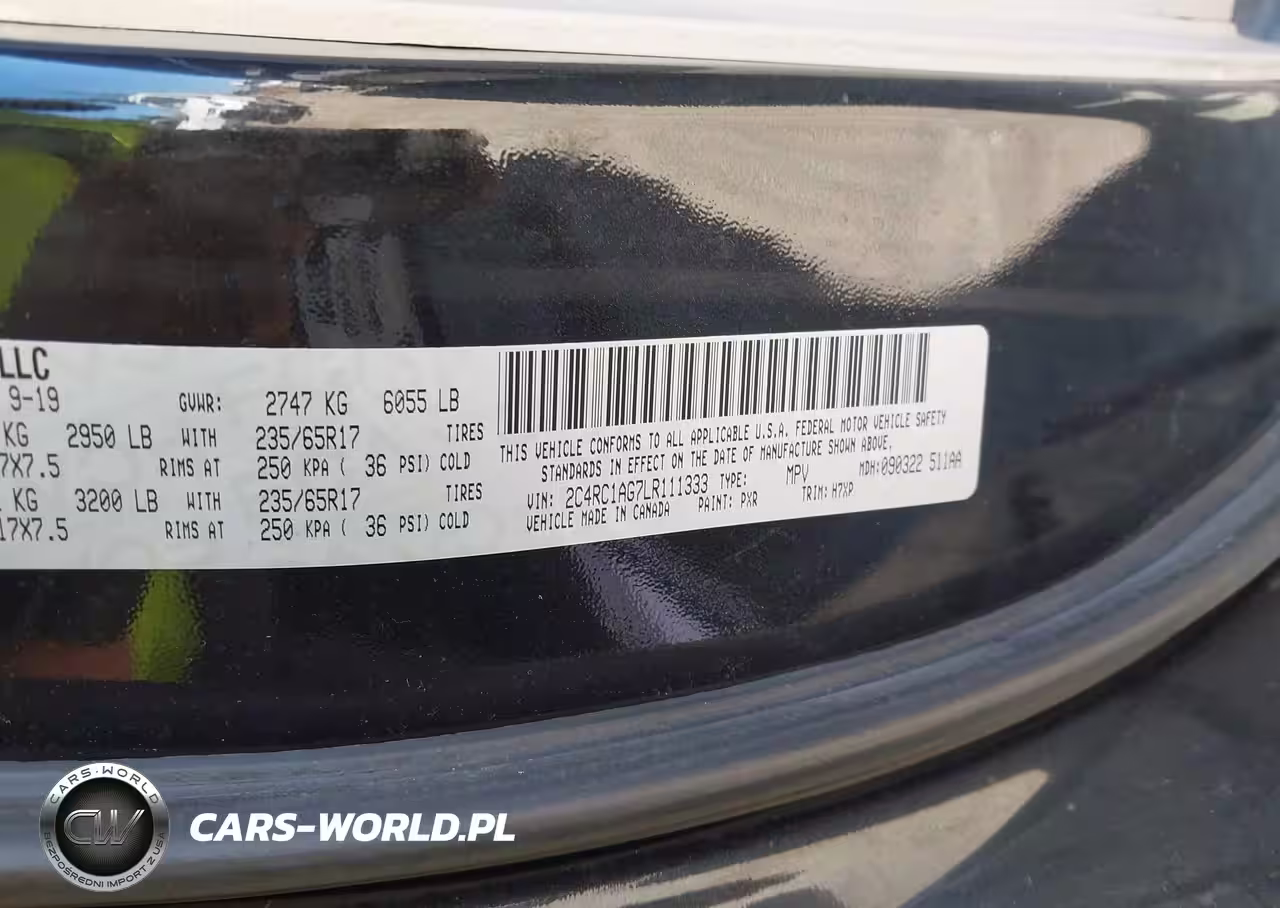 LLC
9-19 GVWR: 2747 KG 6055 LB
KG 2950 LB WITH 235/65R17 TIRES
7X7.5 RIMS AT 250 KPA ( 36 PSI) COLD
KG 3200 LB WITH 235/65R17 TIRES
17X7.5 RIMS AT 250 KPA ( 36 PSI) COLD
THIS VEHICLE CONFORMS TO ALL APPLICABLE U.S.A. FEDERAL MOTOR VEHICLE SAFETY
STANDARDS IN EFFECT ON THE DATE OF MANUFACTURE SHOWN ABOVE.
VIN: 2C4RC1AG7LR111333 TYPE: MPV MDH:090322 511AA
VEHICLE MADE IN CANADA PAINT: PXR TRIM: H7XP
CARS-WORLD
CW
BEZPOŚREDNI IMPORT Z USA
CARS-WORLD.PL